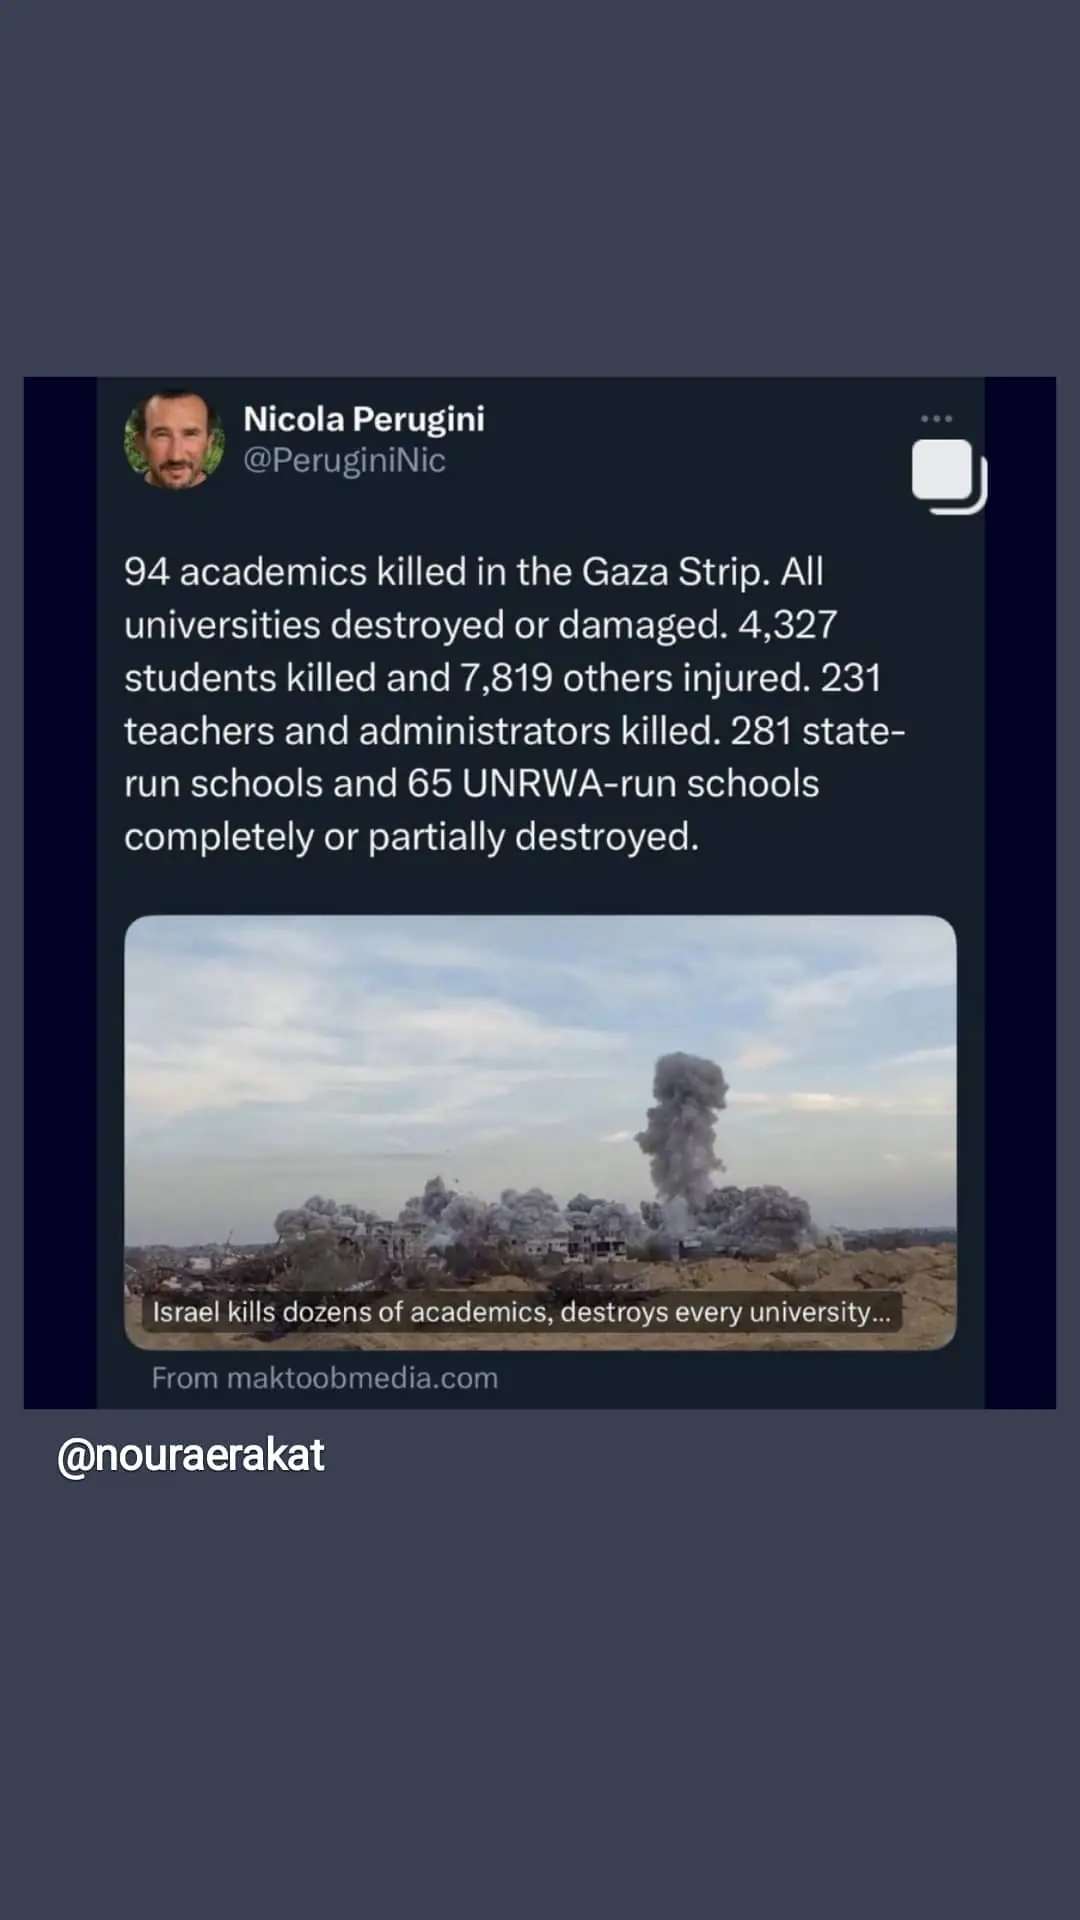 Nicola Perugini
@PeruginiNic
94 academics killed in the Gaza Strip. All
universities destroyed or damaged. 4,327
students killed and 7,819 others injured. 231
teachers and administrators killed. 281 state-
run schools and 65 UNRWA-run schools
completely or partially destroyed.
Israel kills dozens of academics, destroys every university...
From maktoobmedia.com
@nouraerakat